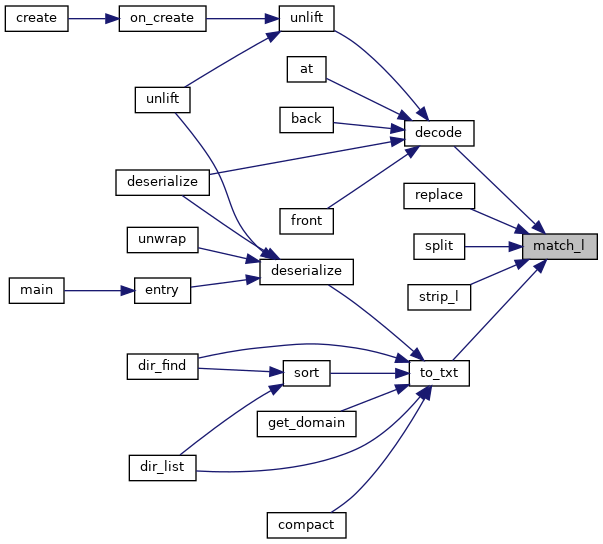 create
on_create
unlift
at
unlift
back
decode
deserialize
replace
front
unwrap
split
match_l
deserialize
main
entry
strip_l
dir_find
sort
to_txt
get_domain
dir_list
compact